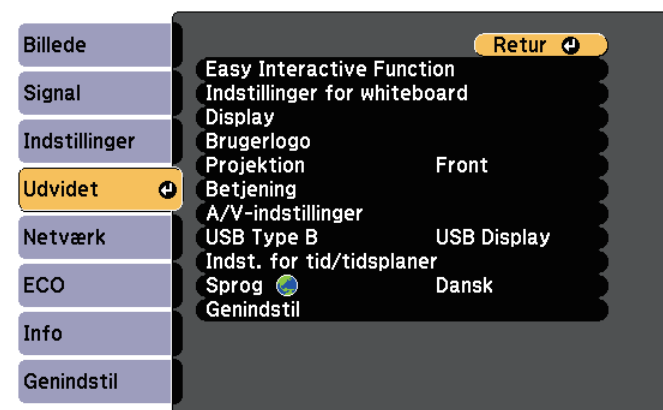 Billede
Signal
Indstillinger
Udvidet
Netværk
ECO
Info
Genindstil
Retur
Easy Interactive Function
Indstillinger for whiteboard
Display
Brugerlogo
Projektion Front
Betjening
A/V-indstillinger
USB Type B USB Display
Indst. for tid/tidsplaner
Sprog Dansk
Genindstil